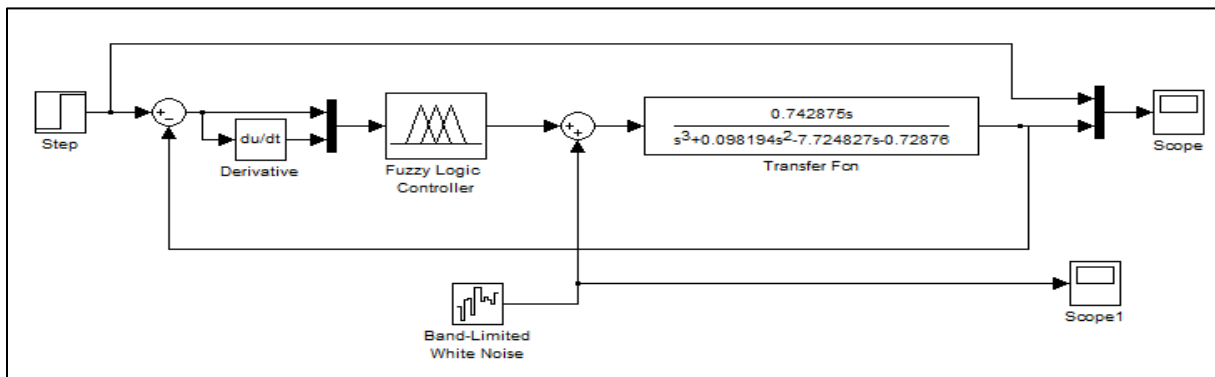 Step
+
−
du/dt
Derivative
Fuzzy Logic
Controller
+
+
0.742875s
s³+0.098194s²-7.724827s-0.72876
Transfer Fcn
Scope
Band-Limited
White Noise
Scope1